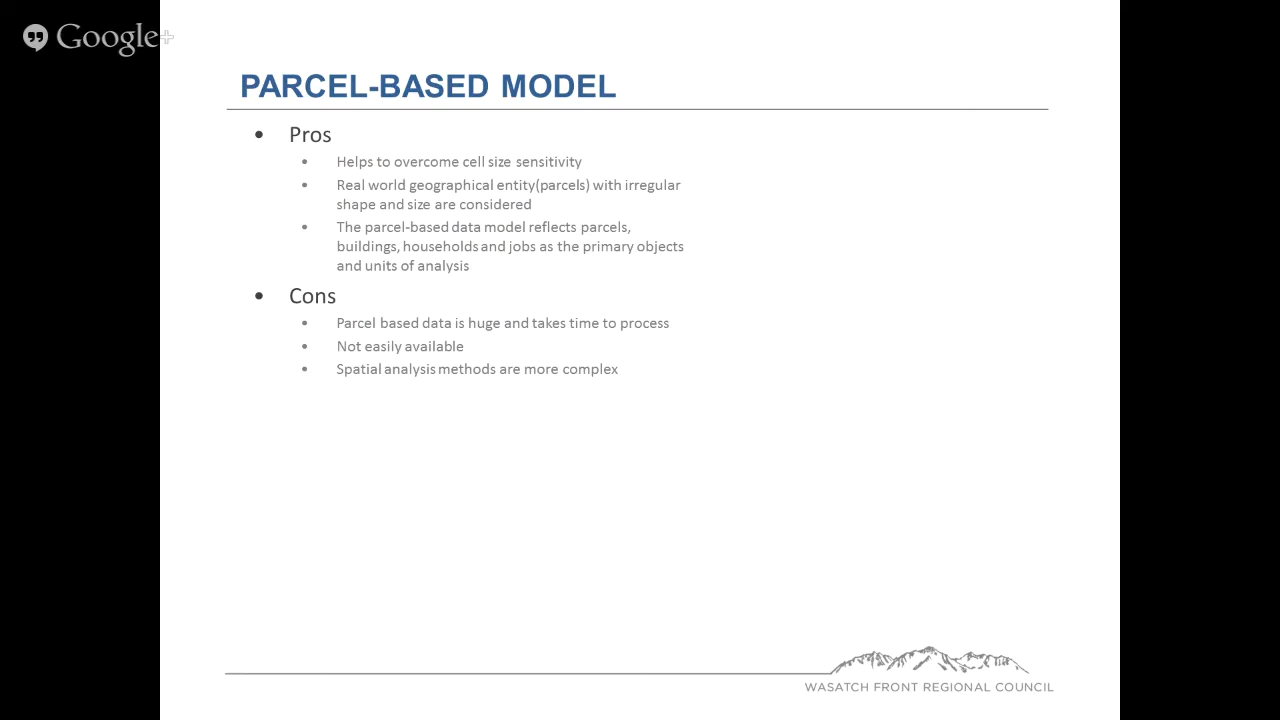 Google+
PARCEL-BASED MODEL
• Pros
• Helps to overcome cell size sensitivity
• Real world geographical entity(parcels) with irregular
shape and size are considered
• The parcel-based data model reflects parcels,
buildings, households and jobs as the primary objects
and units of analysis
• Cons
• Parcel based data is huge and takes time to process
• Not easily available
• Spatial analysis methods are more complex
WASATCH FRONT REGIONAL COUNCIL